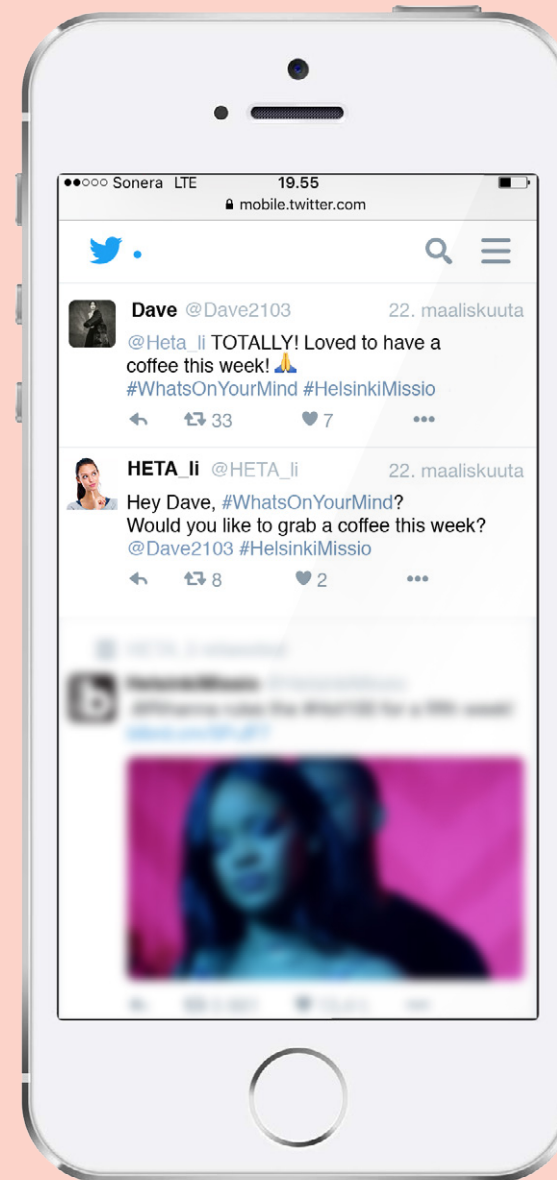 Sonera LTE 19.55
mobile.twitter.com
Dave @Dave2103 22. maaliskuuta
@Heta_li TOTALLY! Loved to have a
coffee this week! 🙏
#WhatsOnYourMind #HelsinkiMissio
33 7
HETA_li @HETA_li 22. maaliskuuta
Hey Dave, #WhatsOnYourMind?
Would you like to grab a coffee this week?
@Dave2103 #HelsinkiMissio
8 2
HelsinkiMissio